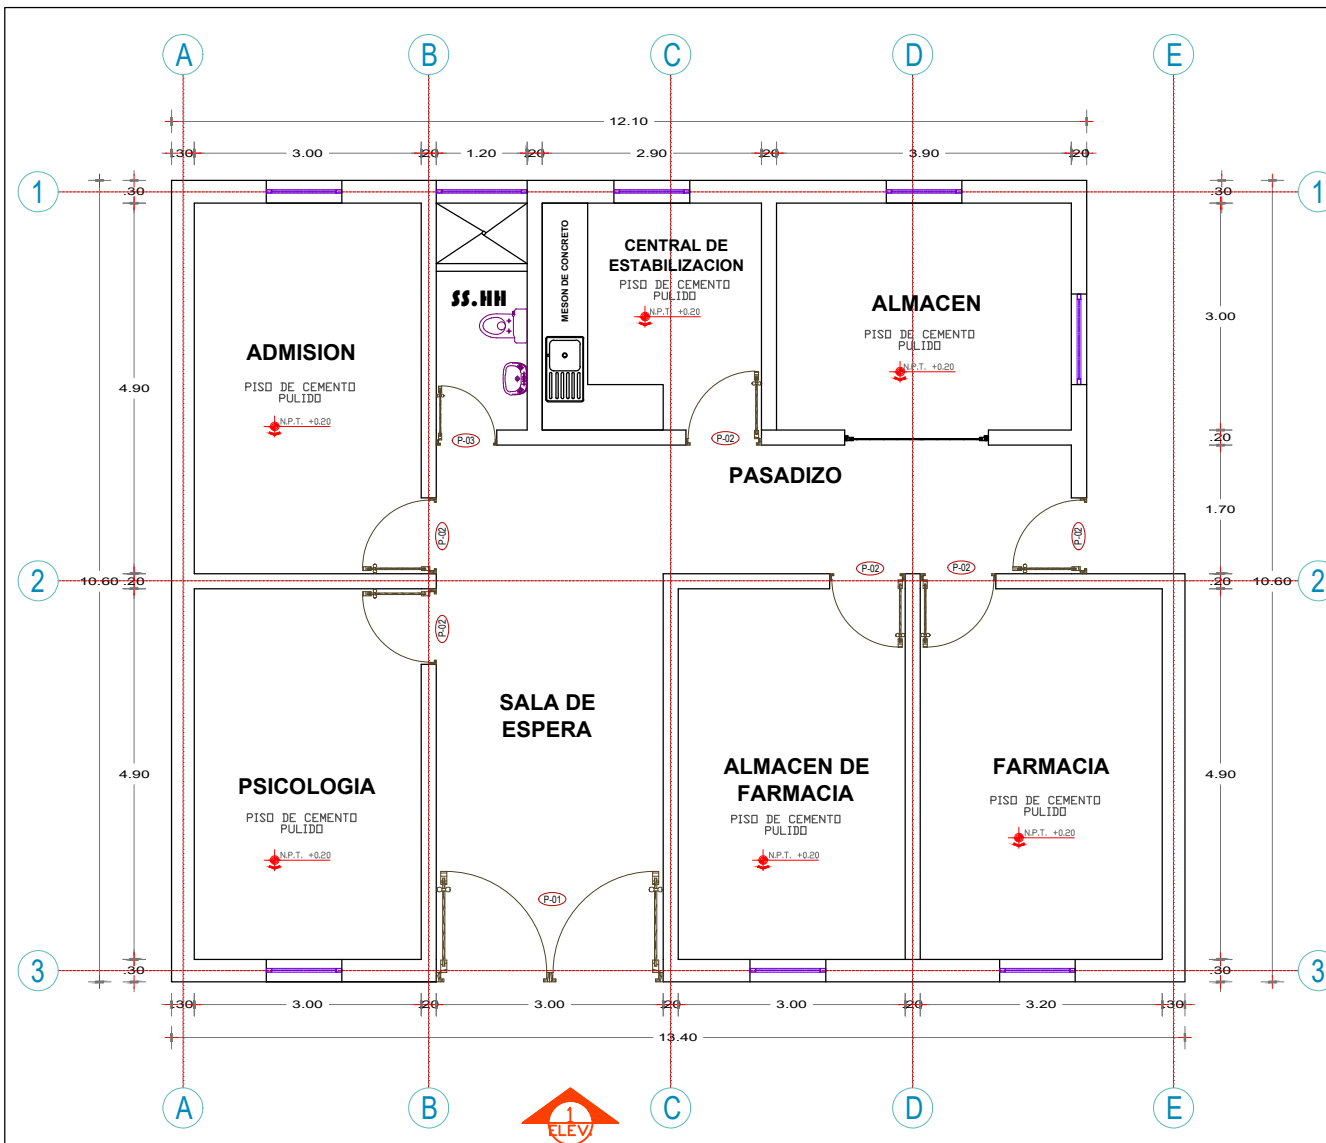 A B C D E
12.10
.30 3.00 .20 1.20 .20 2.90 .20 3.90 .20
1 .30 .30 1
MESON DE CONCRETO
CENTRAL DE
ESTABILIZACION
PISO DE CEMENTO
PULIDO
N.P.T. +0.20
SS.HH
ALMACEN
PISO DE CEMENTO
PULIDO
N.P.T. +0.20
3.00
ADMISION
PISO DE CEMENTO
PULIDO
N.P.T. +0.20
4.90
P-03
P-02
.20
PASADIZO
1.70
P-02
P-02
P-02
P-02
2 10.60 .20 .20 10.60 2
P-02
SALA DE
ESPERA
PSICOLOGIA
PISO DE CEMENTO
PULIDO
N.P.T. +0.20
4.90
ALMACEN DE
FARMACIA
PISO DE CEMENTO
PULIDO
N.P.T. +0.20
FARMACIA
PISO DE CEMENTO
PULIDO
N.P.T. +0.20
4.90
P-01
3 .30 .30 3
.30 3.00 .20 3.00 .20 3.00 .20 3.20 .30
13.40
A B C D E
1
ELEV.